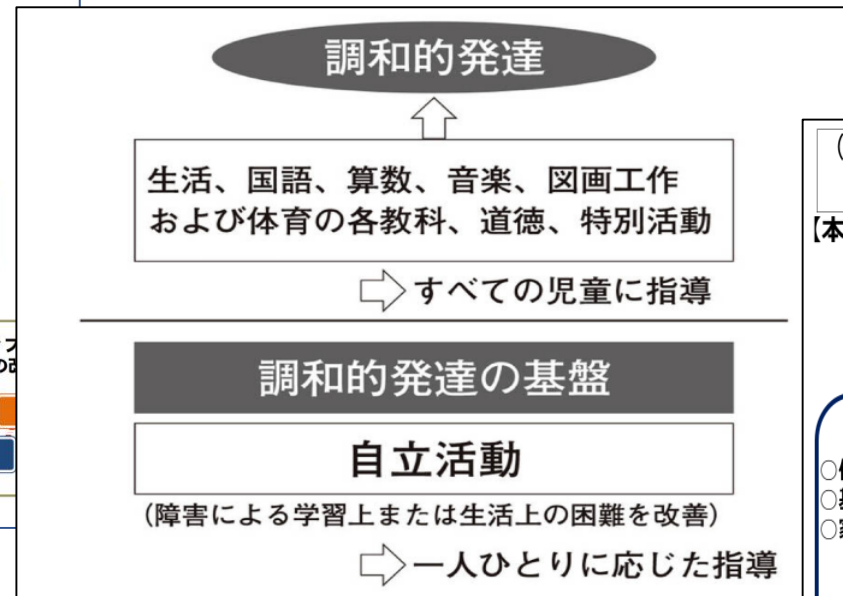 調和的発達
生活、国語、算数、音楽、図画工作
および体育の各教科、道徳、特別活動
すべての児童に指導
調和的発達の基盤
自立活動
(障害による学習上または生活上の困難を改善)
一人ひとりに応じた指導
【本